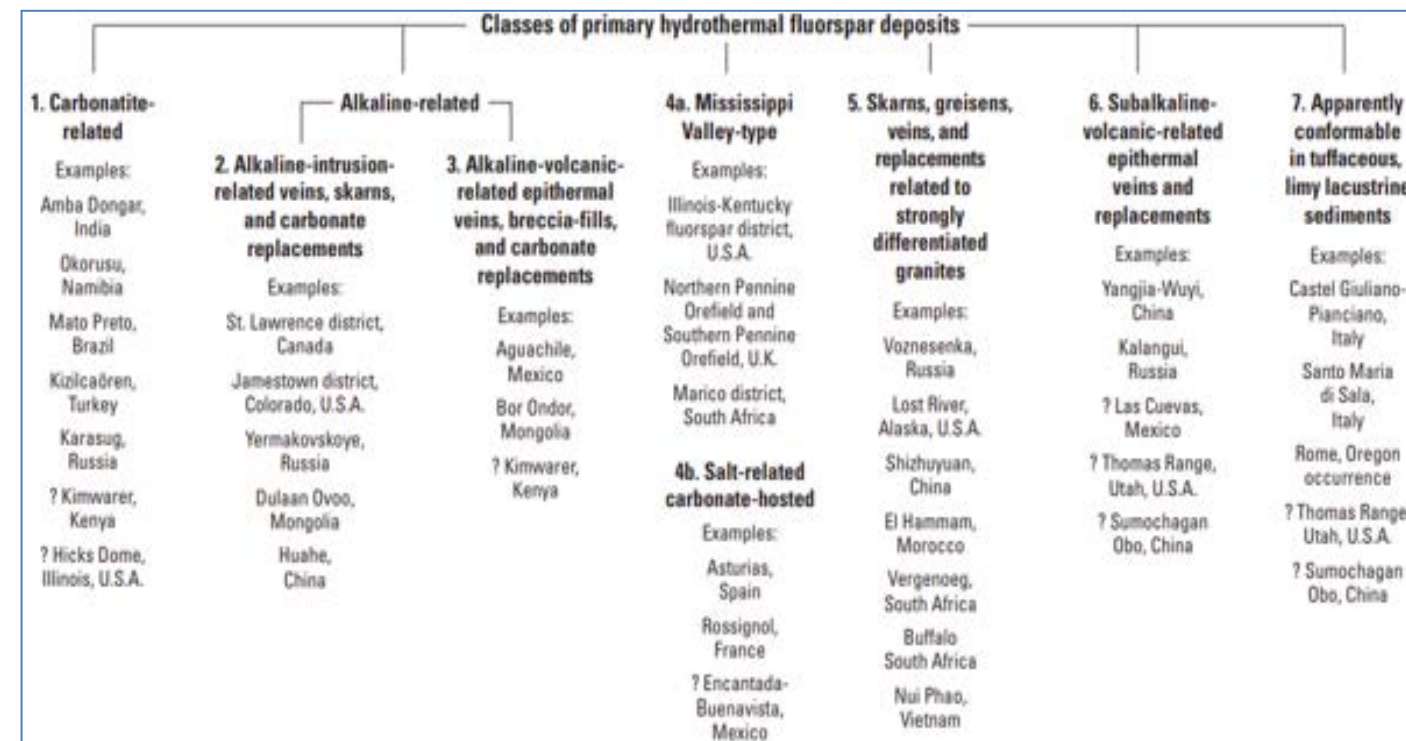 Classes of primary hydrothermal fluorspar deposits
1. Carbonatite-
related
Examples:
Amba Dongar,
India
Okorusu,
Namibia
Mato Preto,
Brazil
Kizilcaören,
Turkey
Karasug,
Russia
? Kimwarer,
Kenya
? Hicks Dome,
Illinois, U.S.A.
Alkaline-related
2. Alkaline-intrusion-
related veins, skarns,
and carbonate
replacements
Examples:
St. Lawrence district,
Canada
Jamestown district,
Colorado, U.S.A.
Yermakovskoye,
Russia
Dulaan Ovoo,
Mongolia
Huahe,
China
3. Alkaline-volcanic-
related epithermal
veins, breccia-fills,
and carbonate
replacements
Examples:
Aguachile,
Mexico
Bor Ondor,
Mongolia
? Kimwarer,
Kenya
4a. Mississippi
Valley-type
Examples:
Illinois-Kentucky
fluorspar district,
U.S.A.
Northern Pennine
Orefield and
Southern Pennine
Orefield, U.K.
Marico district,
South Africa
4b. Salt-related
carbonate-hosted
Examples:
Asturias,
Spain
Rossignol,
France
? Encantada-
Buenavista,
Mexico
5. Skarns, greisens,
veins, and
replacements
related to
strongly
differentiated
granites
Examples:
Voznesenka,
Russia
Lost River,
Alaska, U.S.A.
Shizhuyuan,
China
El Hammam,
Morocco
Vergenoeg,
South Africa
Buffalo
South Africa
Nui Phao,
Vietnam
6. Subalkaline-
volcanic-related
epithermal
veins and
replacements
Examples:
Yangjia-Wuyi,
China
Kalangui,
Russia
? Las Cuevas,
Mexico
? Thomas Range,
Utah, U.S.A.
? Sumochagan
Obo, China
7. Apparently
conformable
in tuffaceous,
limy lacustrine
sediments
Examples:
Castel Giuliano-
Pianciano,
Italy
Santo Maria
di Sala,
Italy
Rome, Oregon
occurrence
? Thomas Range
Utah, U.S.A.
? Sumochagan
Obo, China